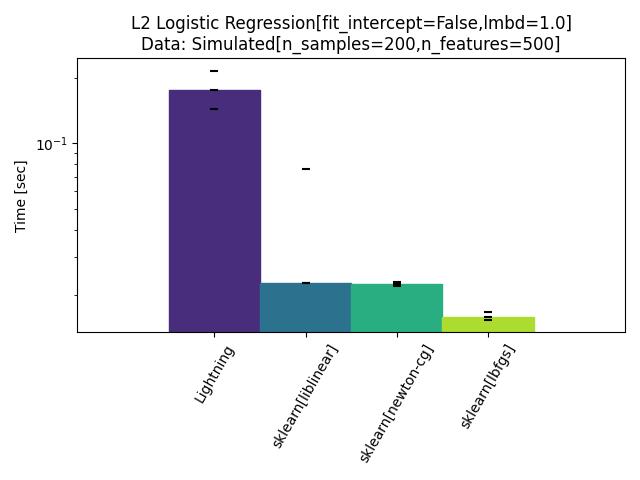 L2 Logistic Regression[fit_intercept=False,lmbd=1.0]
Data: Simulated[n_samples=200,n_features=500]
Time [sec]
10⁻¹
Lightning
sklearn[liblinear]
sklearn[newton-cg]
sklearn[lbfgs]